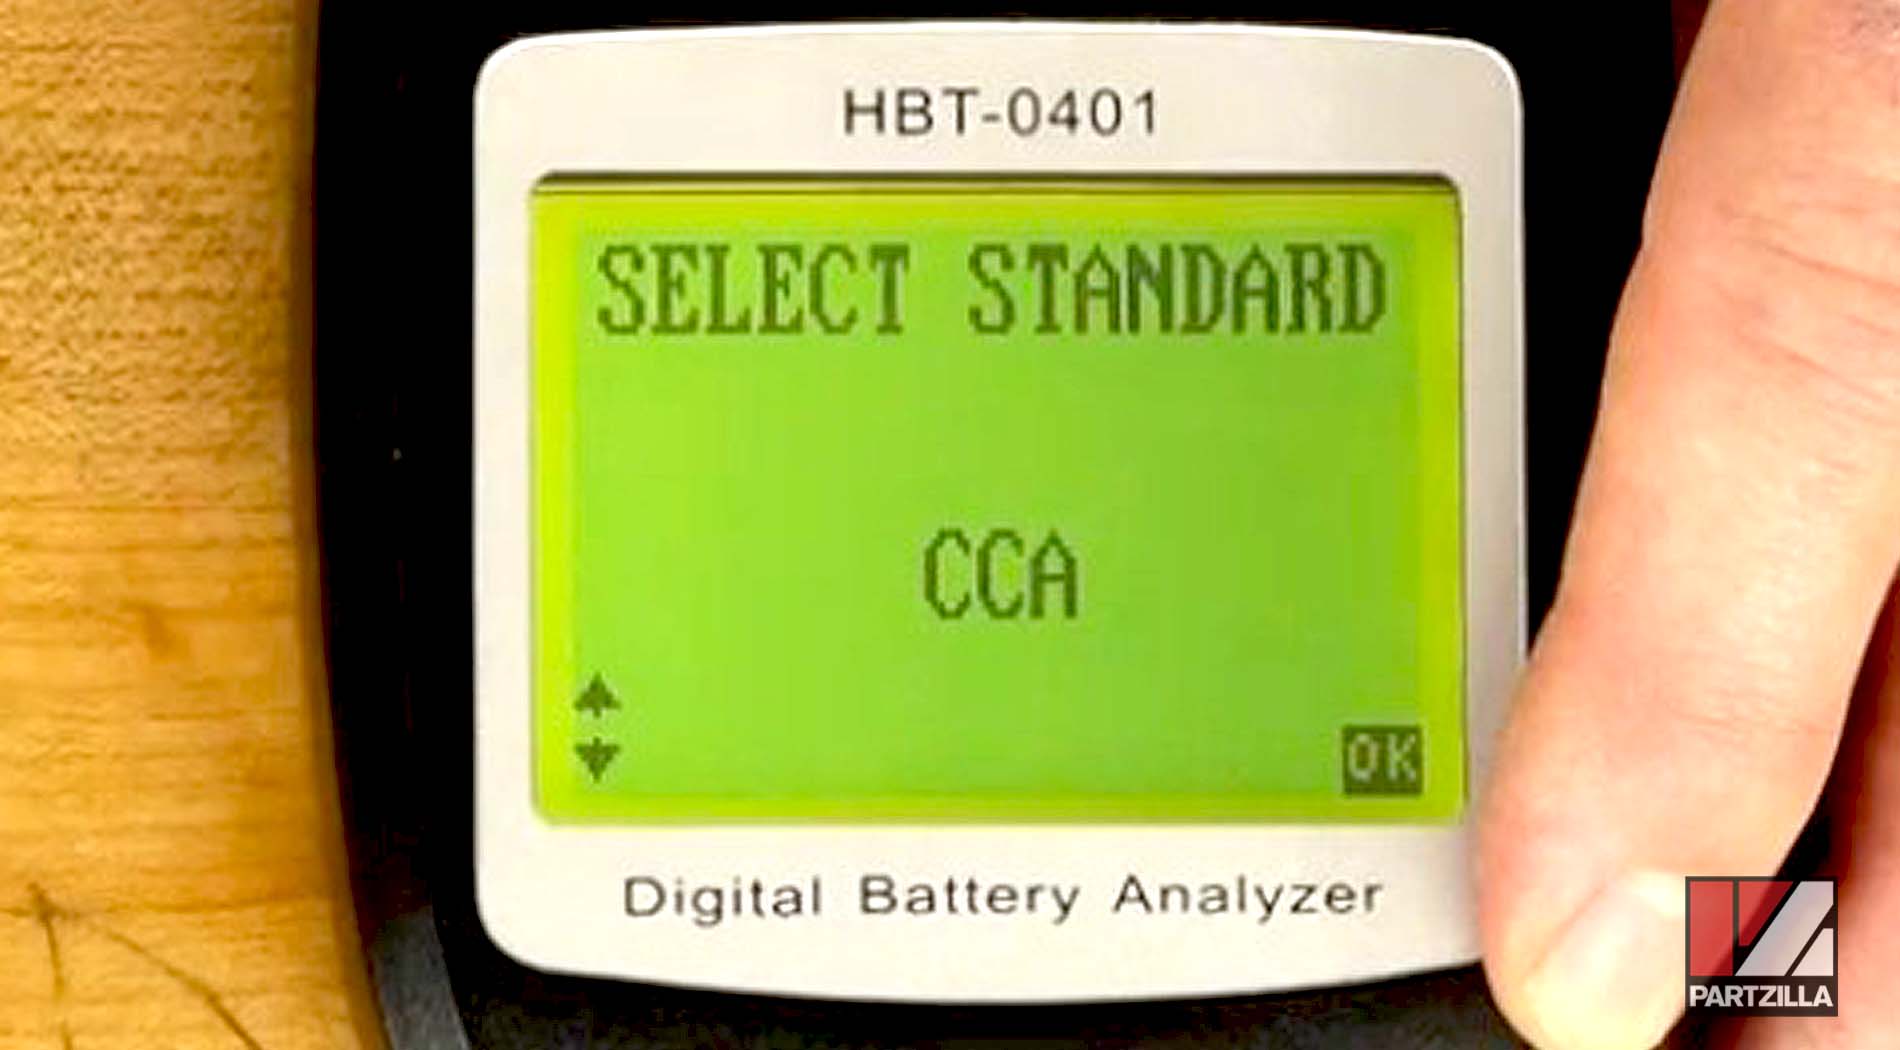 HBT-0401
SELECT STANDARD
CCA
OK
Digital Battery Analyzer
PARTZILLA